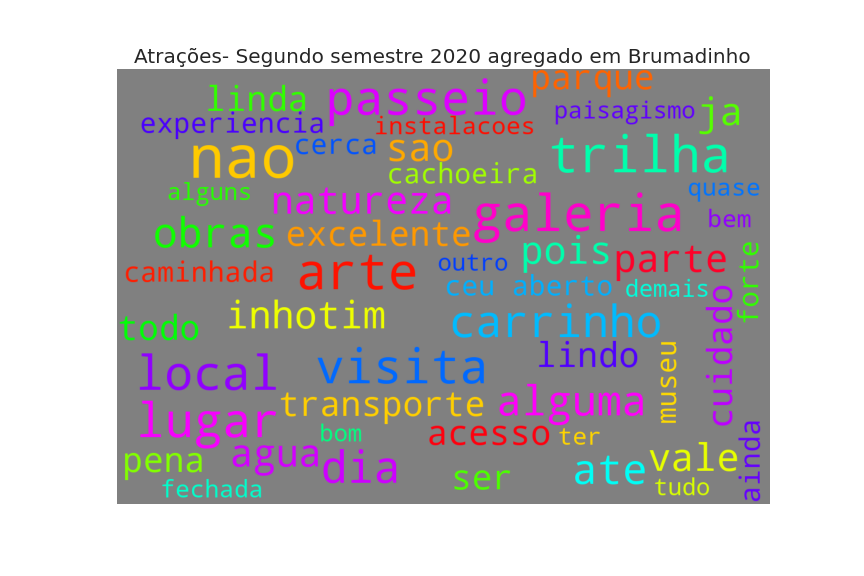 Atrações- Segundo semestre 2020 agregado em Brumadinho
parque
linda
passeio
paisagismo
ja
experiencia
instalacoes
nao
cerca
sao
trilha
cachoeira
alguns
natureza
quase
galeria
bem
obras
excelente
pois
parte
forte
caminhada
arte
outro
ceu aberto
demais
cuidado
todo
inhotim
carrinho
lindo
museu
local
visita
transporte
alguma
lugar
bom
acesso
ter
ainda
pena
agua
dia
ser
ate
vale
tudo
fechada